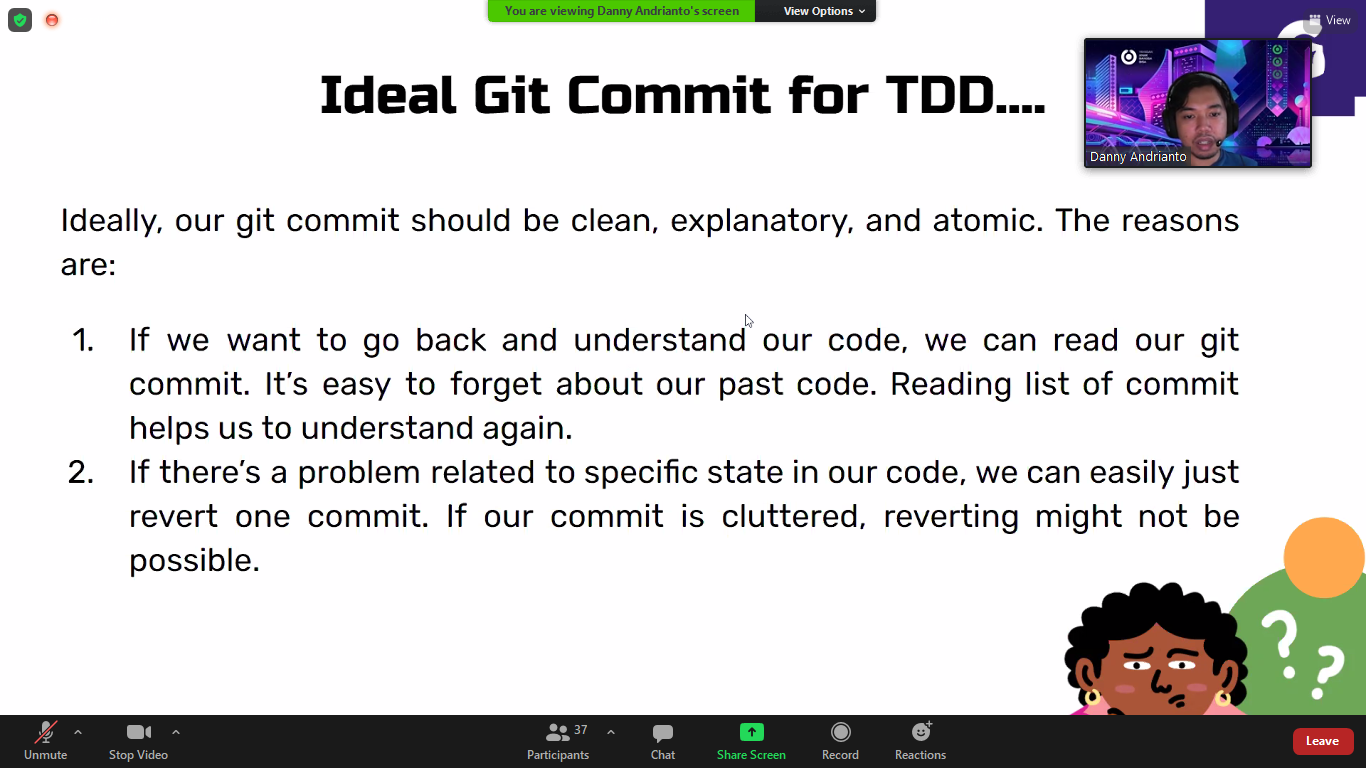 You are viewing Danny Andrianto's screen
View Options
View
Ideal Git Commit for TDD....
Danny Andrianto
Ideally, our git commit should be clean, explanatory, and atomic. The reasons
are:
1. If we want to go back and understand our code, we can read our git
commit. It’s easy to forget about our past code. Reading list of commit
helps us to understand again.
2. If there’s a problem related to specific state in our code, we can easily just
revert one commit. If our commit is cluttered, reverting might not be
possible.
? ?
Unmute
Stop Video
Participants
37
Chat
Share Screen
Record
Reactions
Leave